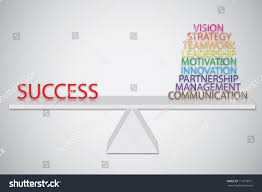 VISION
STRATEGY
TEAMWORK
LEADERSHIP
MOTIVATION
INNOVATION
PARTNERSHIP
MANAGEMENT
COMMUNICATION
SUCCESS
shutterstock